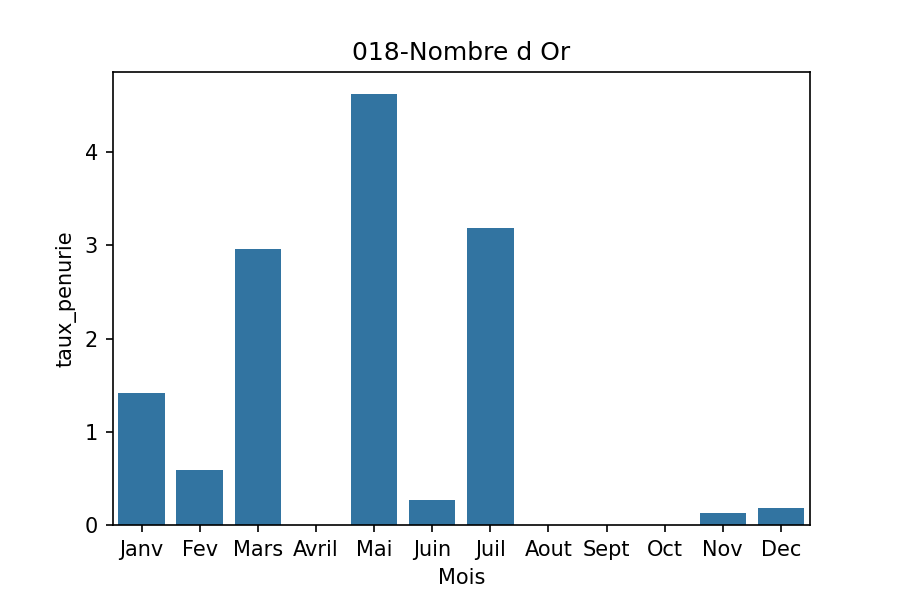 018-Nombre d Or
taux_penurie
4
3
2
1
0
Janv Fev Mars Avril Mai Juin Juil Aout Sept Oct Nov Dec
Mois